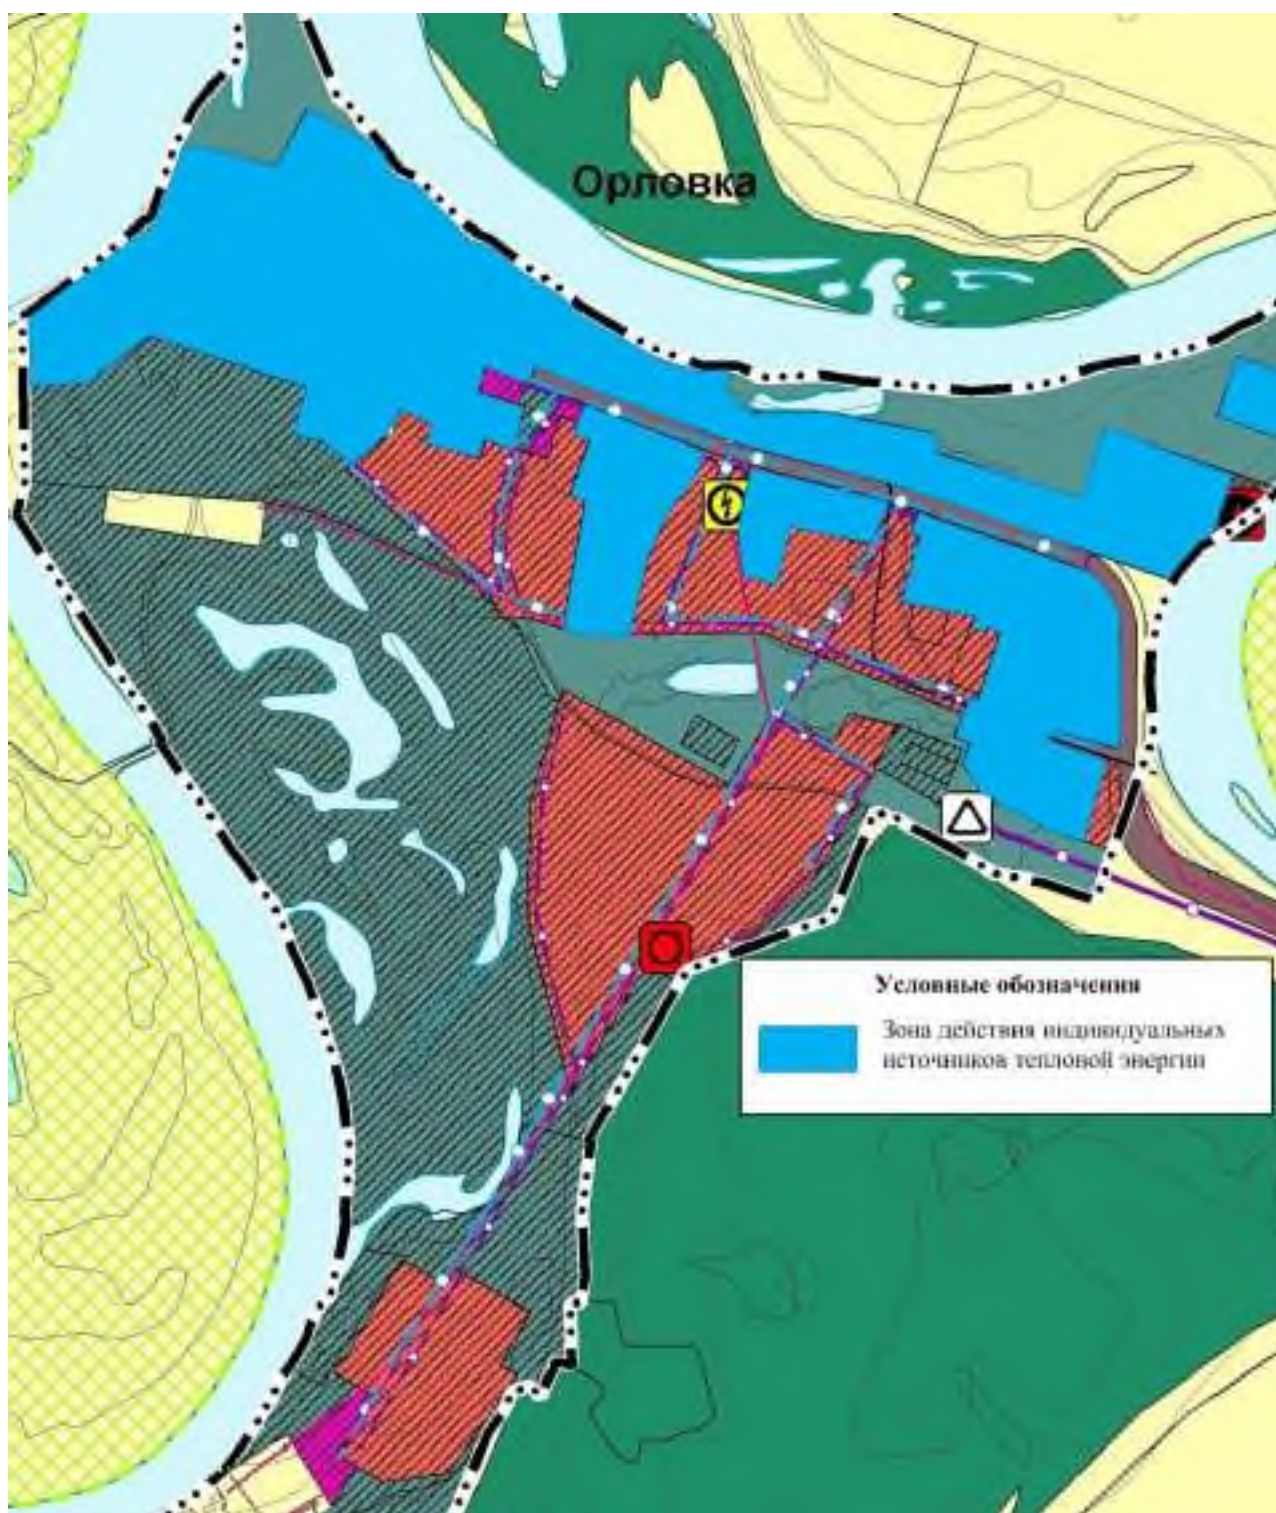 Орловка
Условные обозначения
Зона действия индивидуальных
источников тепловой энергии